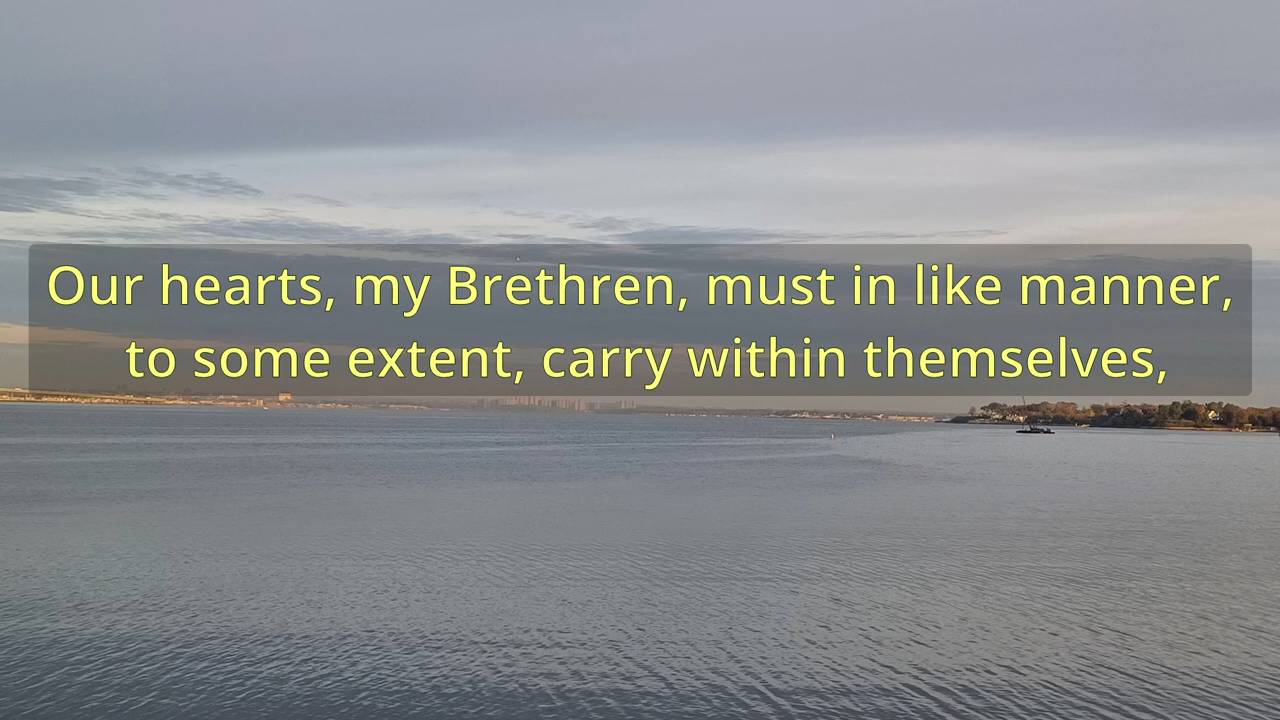 Our hearts, my Brethren, must in like manner,
to some extent, carry within themselves,